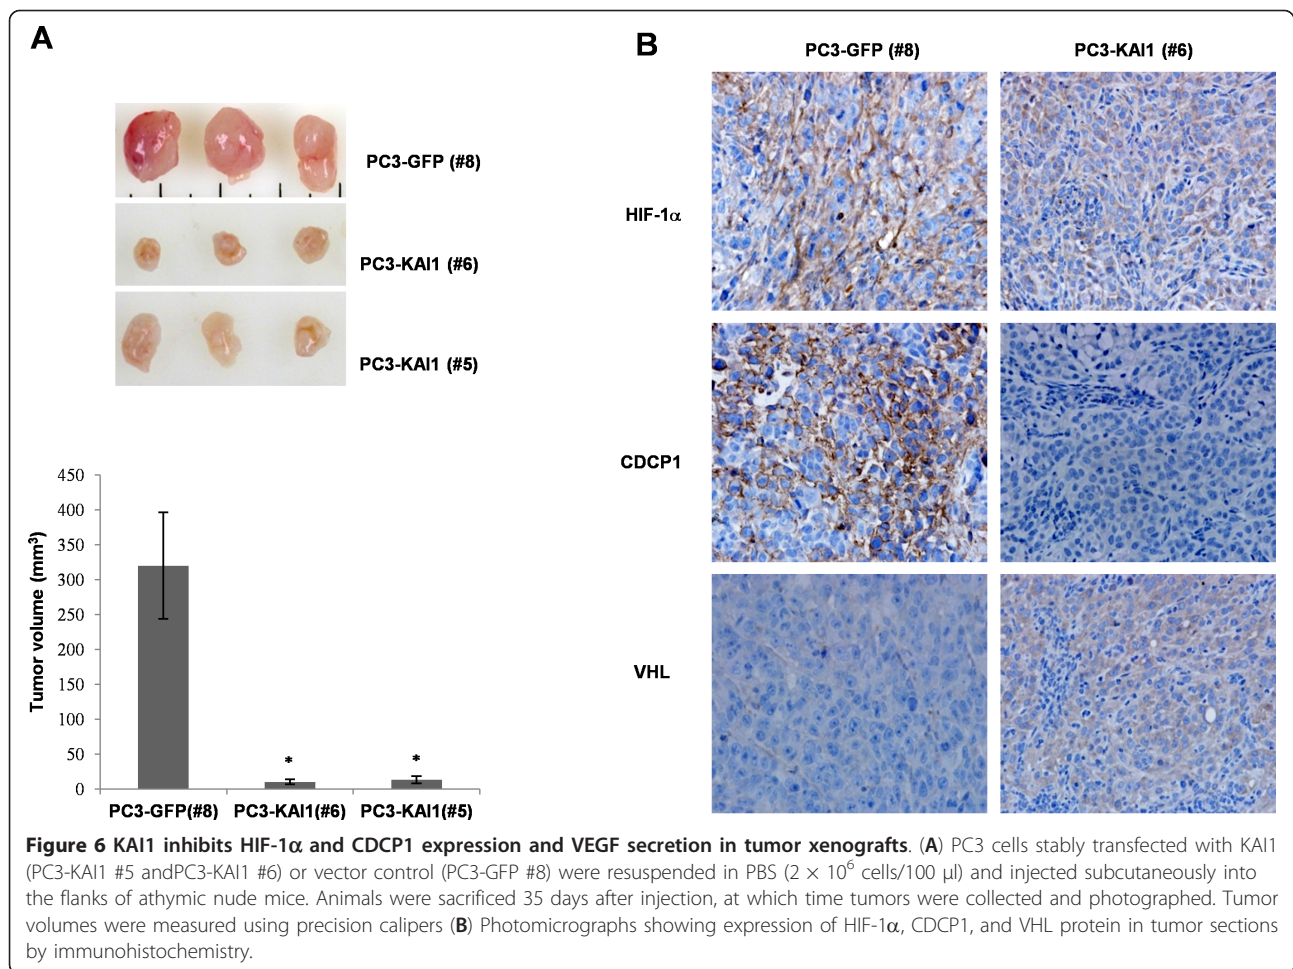 A
B
PC3-GFP (#8)
PC3-KAI1 (#6)
PC3-GFP (#8)
PC3-KAI1 (#6)
PC3-KAI1 (#5)
HIF-1α
CDCP1
VHL
Tumor volume (mm³)
450
400
350
300
250
200
150
100
50
0
*
*
PC3-GFP(#8)
PC3-KAI1(#6)
PC3-KAI1(#5)
Figure 6 KAI1 inhibits HIF-1α and CDCP1 expression and VEGF secretion in tumor xenografts. (A) PC3 cells stably transfected with KAI1
(PC3-KAI1 #5 andPC3-KAI1 #6) or vector control (PC3-GFP #8) were resuspended in PBS (2 × 10⁶ cells/100 μl) and injected subcutaneously into
the flanks of athymic nude mice. Animals were sacrificed 35 days after injection, at which time tumors were collected and photographed. Tumor
volumes were measured using precision calipers (B) Photomicrographs showing expression of HIF-1α, CDCP1, and VHL protein in tumor sections
by immunohistochemistry.